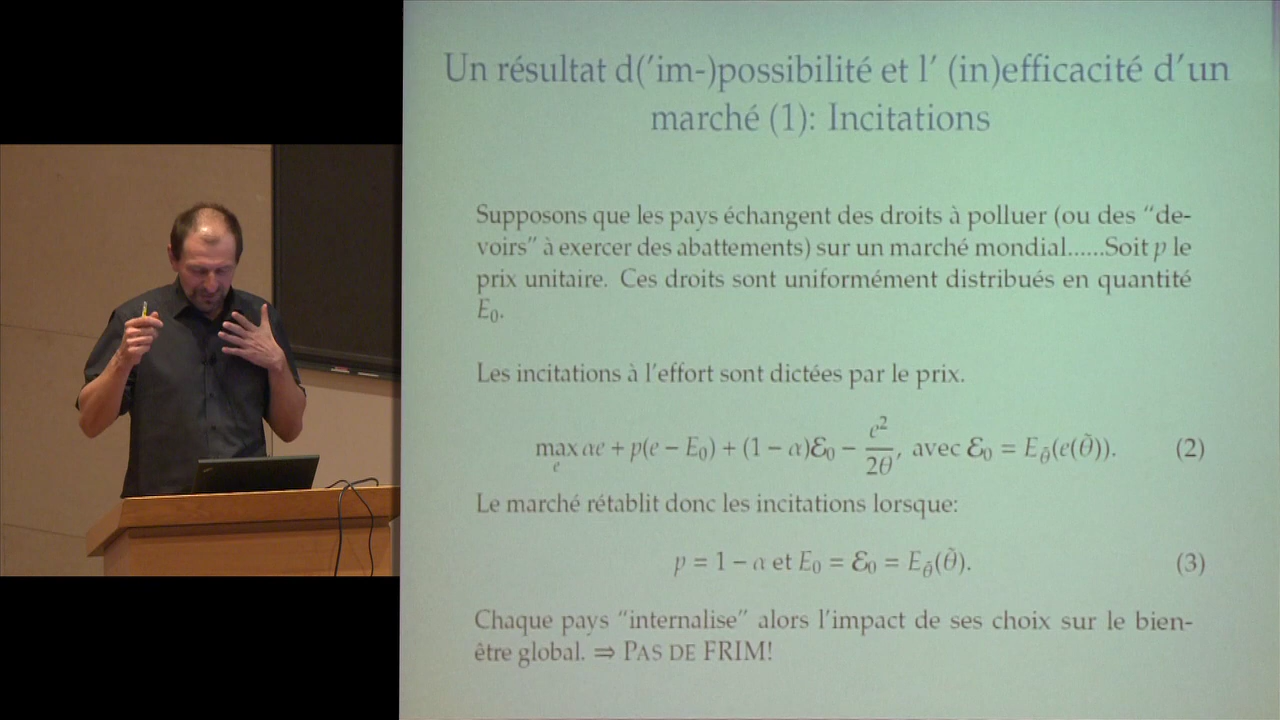 Un résultat d('im-)possibilité et l' (in)efficacité d'un
marché (1): Incitations
Supposons que les pays échangent des droits à polluer (ou des “de-
voirs” à exercer des abattements) sur un marché mondial......Soit p le
prix unitaire. Ces droits sont uniformément distribués en quantité
E₀.
Les incitations à l'effort sont dictées par le prix.
max_e αe + p(e − E₀) + (1 − α)ℰ₀ − e²/2θ, avec ℰ₀ = E_θ̃(e(θ̃)). (2)
Le marché rétablit donc les incitations lorsque:
p = 1 − α et E₀ = ℰ₀ = E_θ̃(θ̃). (3)
Chaque pays “internalise” alors l'impact de ses choix sur le bien-
être global. ⇒ PAS DE FRIM!